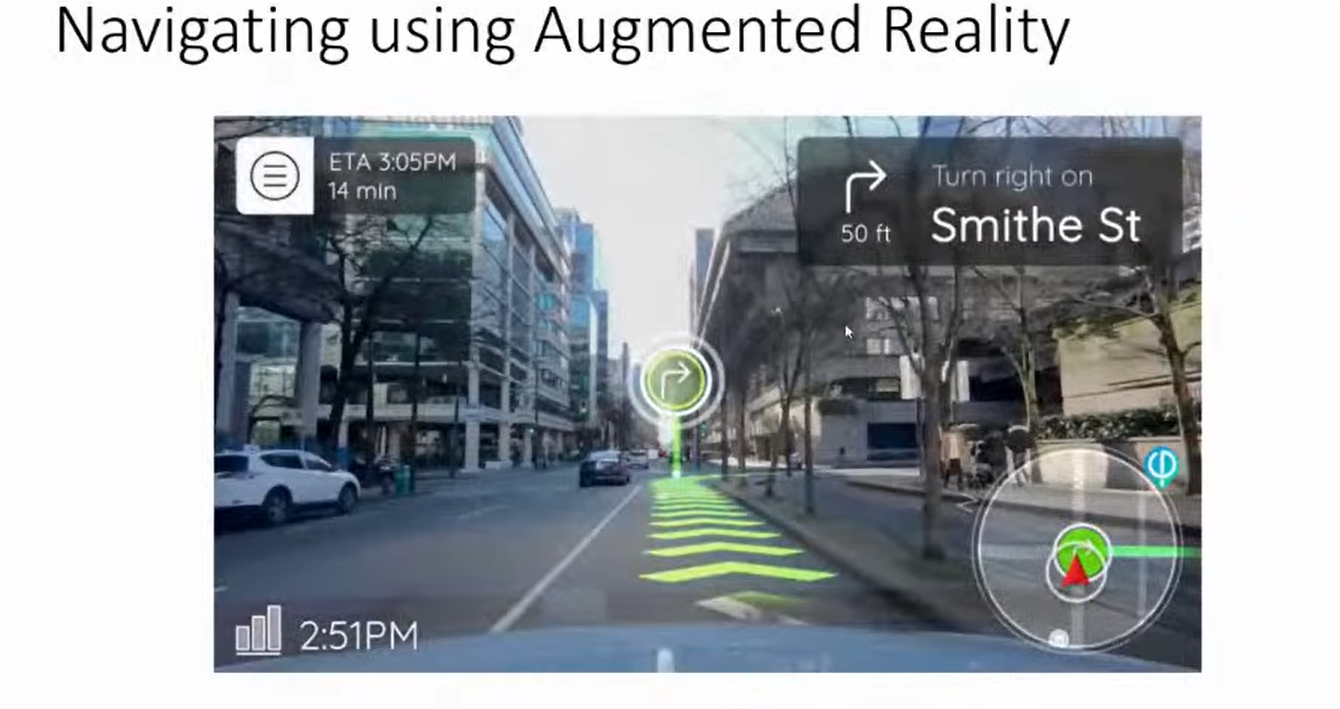 Navigating using Augmented Reality
ETA 3:05PM
14 min
Turn right on
50 ft
Smithe St
2:51PM